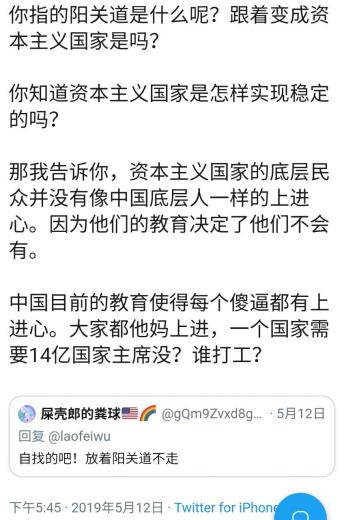 你指的阳关道是什么呢？跟着变成资
本主义国家是吗？
你知道资本主义国家是怎样实现稳定
的吗？
那我告诉你，资本主义国家的底层民
众并没有像中国底层人一样的上进
心。因为他们的教育决定了他们不会
有。
中国目前的教育使得每个傻逼都有上
进心。大家都他妈上进，一个国家需
要14亿国家主席没？谁打工？
屎壳郎的粪球🇺🇸🌈 @gQm9Zvxd8g... · 5月12日
回复 @laofeiwu
自找的吧！放着阳关道不走
下午5:45 · 2019年5月12日 · Twitter for iPhone